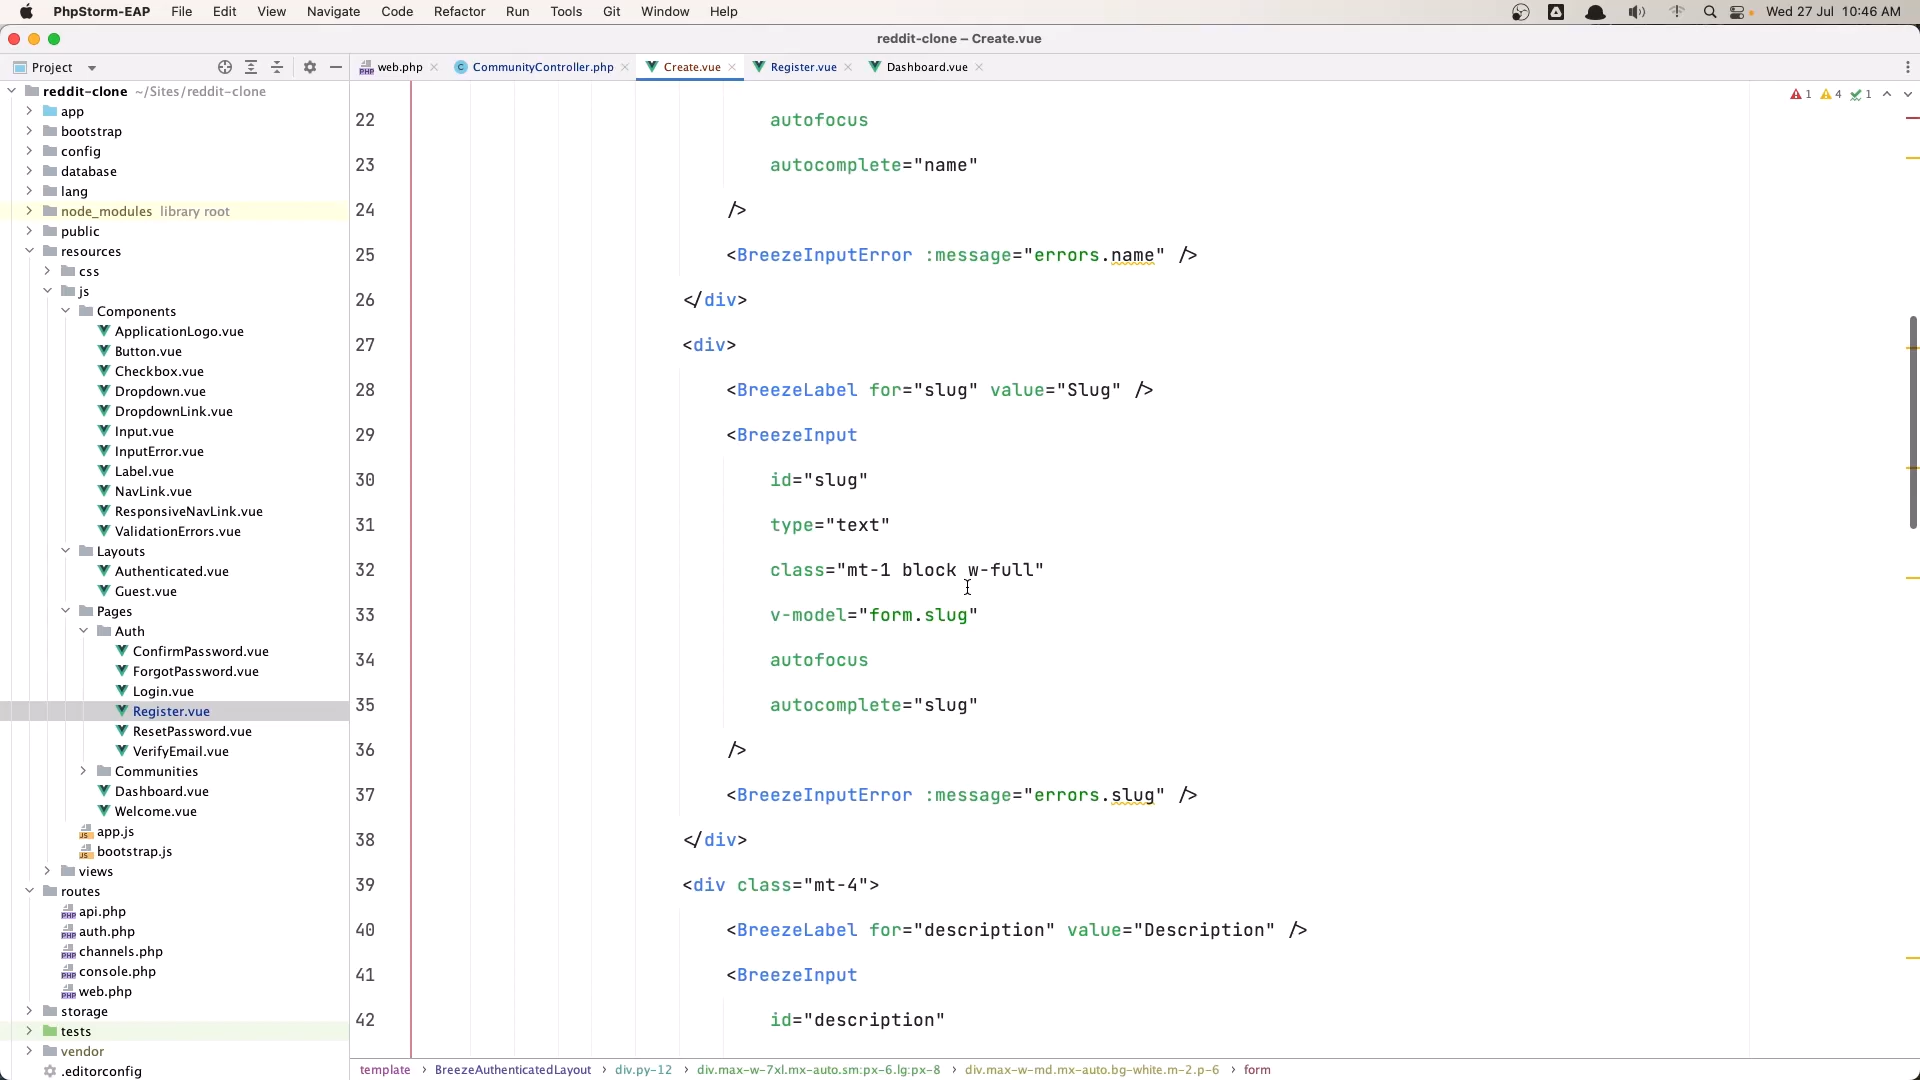 PhpStorm-EAP File Edit View Navigate Code Refactor Run Tools Git Window Help Wed 27 Jul 10:46 AM
reddit-clone – Create.vue
Project
web.php CommunityController.php Create.vue Register.vue Dashboard.vue
reddit-clone ~/Sites/reddit-clone
app
bootstrap
config
database
lang
node_modules library root
public
resources
css
js
Components
ApplicationLogo.vue
Button.vue
Checkbox.vue
Dropdown.vue
DropdownLink.vue
Input.vue
InputError.vue
Label.vue
NavLink.vue
ResponsiveNavLink.vue
ValidationErrors.vue
Layouts
Authenticated.vue
Guest.vue
Pages
Auth
ConfirmPassword.vue
ForgotPassword.vue
Login.vue
Register.vue
ResetPassword.vue
VerifyEmail.vue
Communities
Dashboard.vue
Welcome.vue
app.js
bootstrap.js
views
routes
api.php
auth.php
channels.php
console.php
web.php
storage
tests
vendor
.editorconfig
1 4 1
22 autofocus
23 autocomplete="name"
24 />
25 <BreezeInputError :message="errors.name" />
26 </div>
27 <div>
28 <BreezeLabel for="slug" value="Slug" />
29 <BreezeInput
30 id="slug"
31 type="text"
32 class="mt-1 block w-full"
33 v-model="form.slug"
34 autofocus
35 autocomplete="slug"
36 />
37 <BreezeInputError :message="errors.slug" />
38 </div>
39 <div class="mt-4">
40 <BreezeLabel for="description" value="Description" />
41 <BreezeInput
42 id="description"
template › BreezeAuthenticatedLayout › div.py-12 › div.max-w-7xl.mx-auto.sm:px-6.lg:px-8 › div.max-w-md.mx-auto.bg-white.m-2.p-6 › form